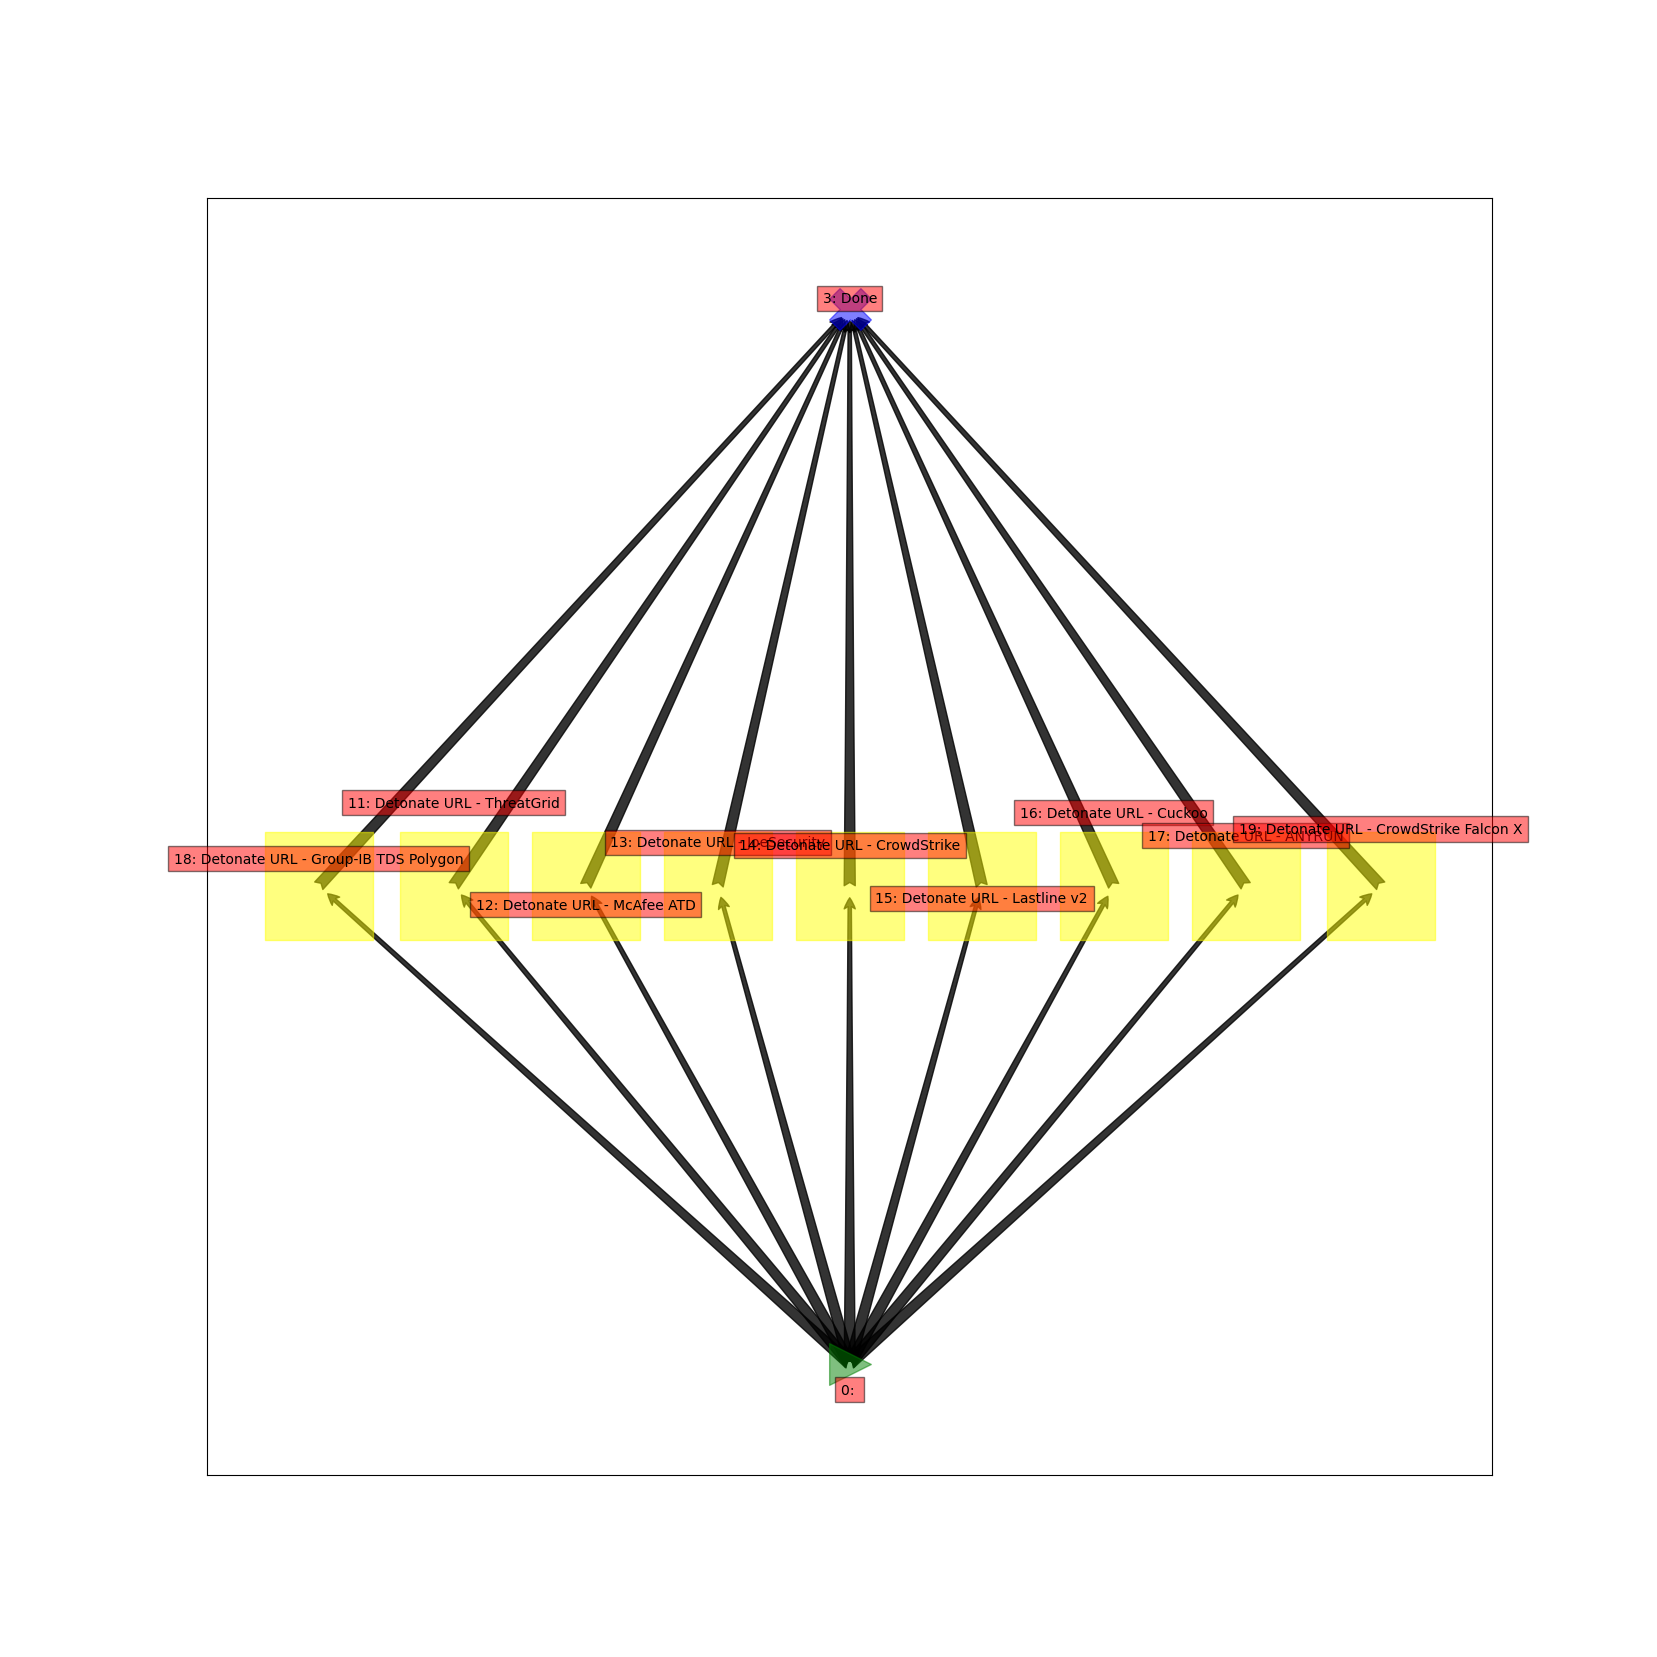 3: Done
11: Detonate URL - ThreatGrid
16: Detonate URL - Cuckoo
19: Detonate URL - CrowdStrike Falcon X
17: Detonate URL - ANYRUN
13: Detonate URL - JoeSecurity
14: Detonate URL - CrowdStrike
18: Detonate URL - Group-IB TDS Polygon
15: Detonate URL - Lastline v2
12: Detonate URL - McAfee ATD
0: